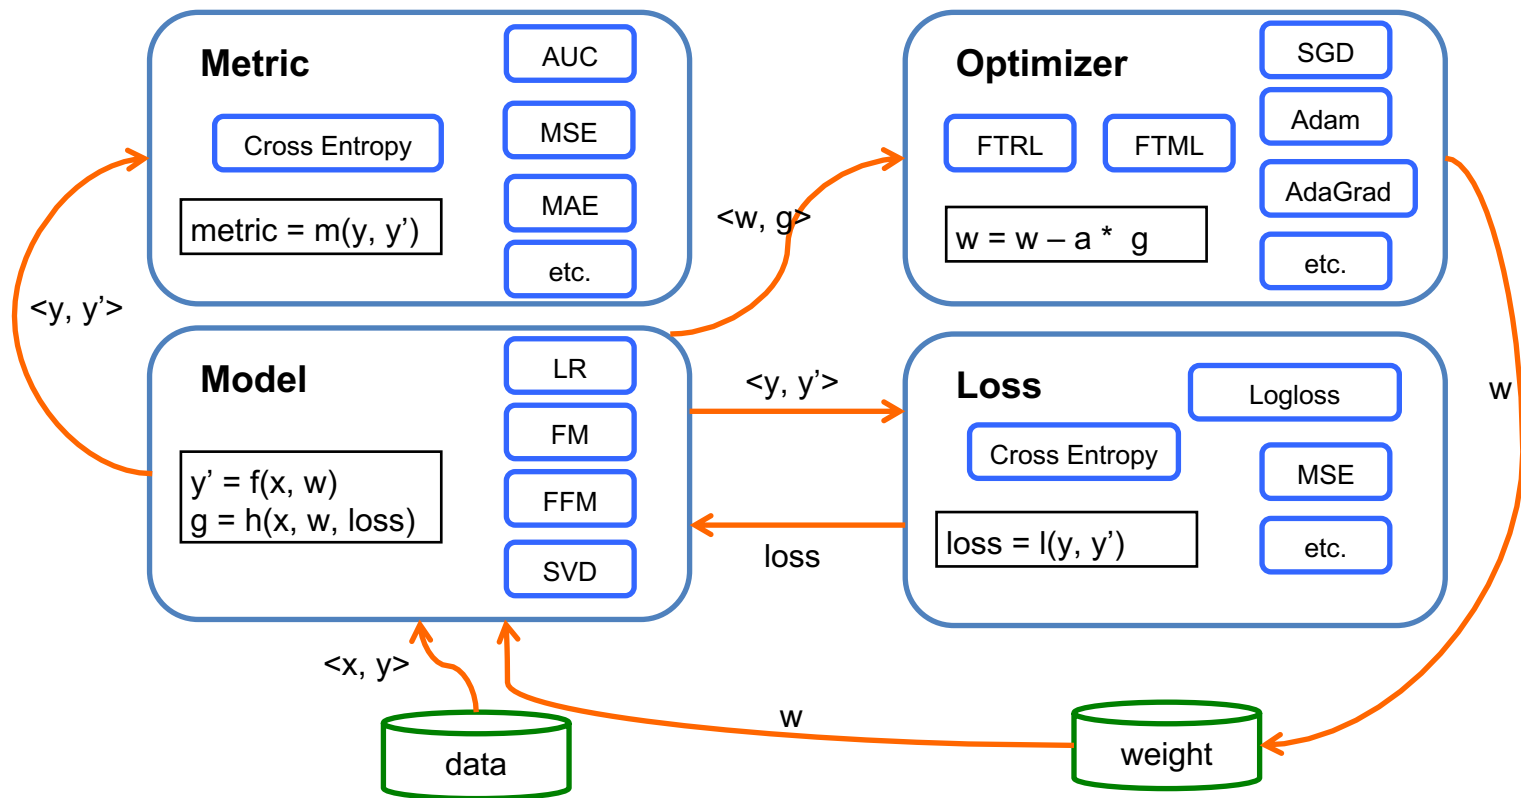 Metric
AUC
Cross Entropy
MSE
metric = m(y, y’)
MAE
etc.
<w, g>
Optimizer
SGD
FTRL
FTML
Adam
AdaGrad
w = w – a *  g
etc.
<y, y’>
Model
LR
FM
y’ = f(x, w)
g = h(x, w, loss)
FFM
SVD
<y, y’>
loss
Loss
Logloss
Cross Entropy
MSE
loss = l(y, y’)
etc.
w
<x, y>
w
data
weight